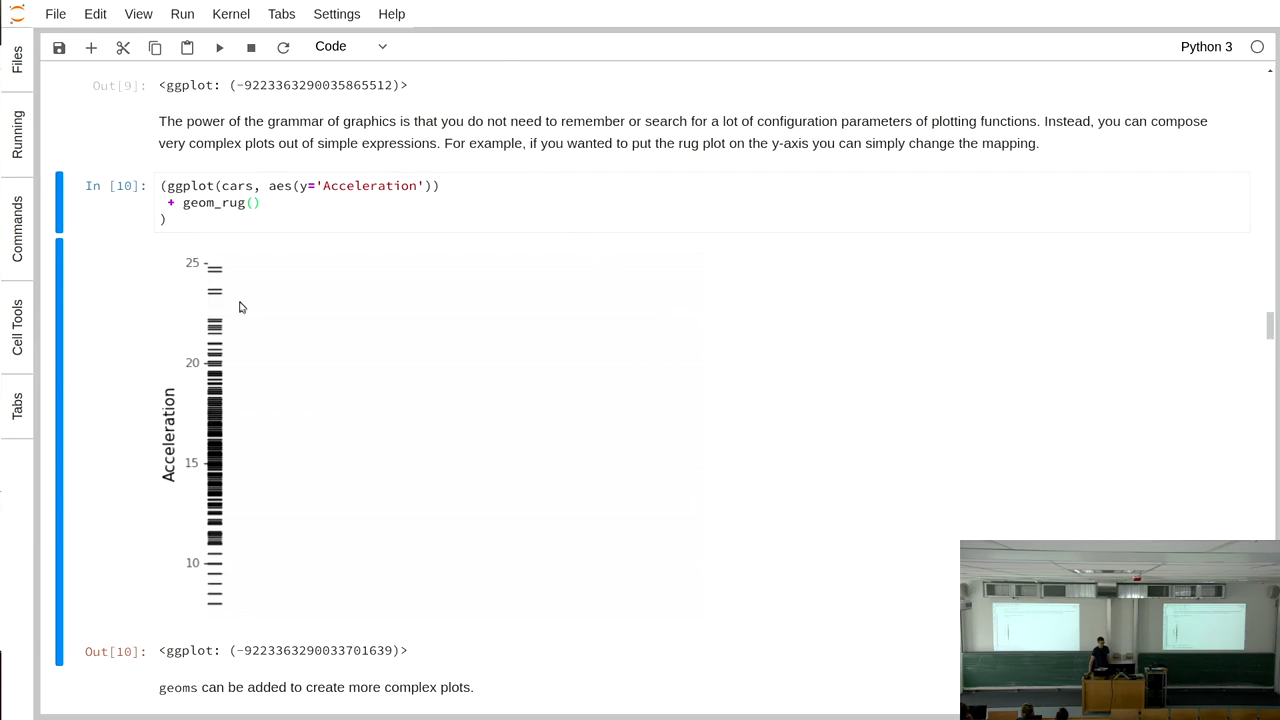 File Edit View Run Kernel Tabs Settings Help
Files
Running
Commands
Cell Tools
Tabs
Code
Python 3
Out[9]: <ggplot: (-9223363290035865512)>
The power of the grammar of graphics is that you do not need to remember or search for a lot of configuration parameters of plotting functions. Instead, you can compose
very complex plots out of simple expressions. For example, if you wanted to put the rug plot on the y-axis you can simply change the mapping.
In [10]: (ggplot(cars, aes(y='Acceleration'))
+ geom_rug()
)
25
20
15
10
Acceleration
Out[10]: <ggplot: (-9223363290033701639)>
geoms can be added to create more complex plots.